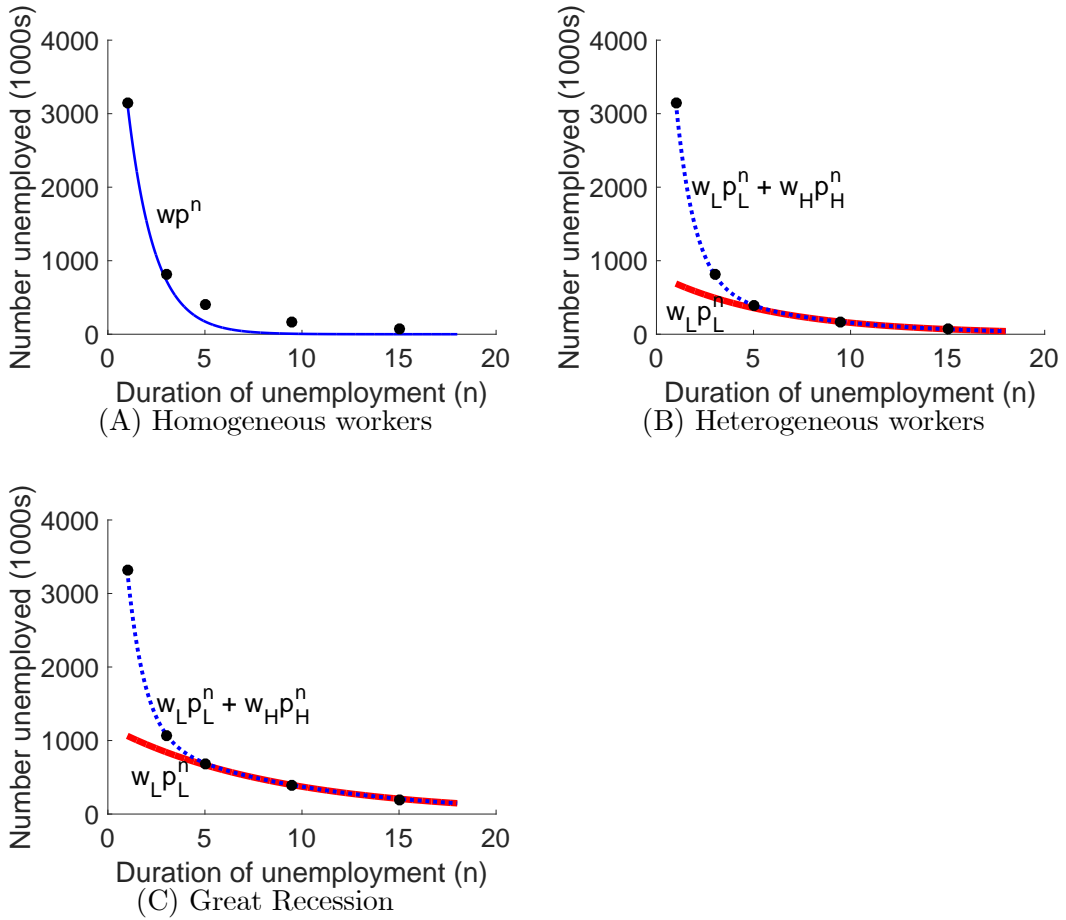 Number unemployed (1000s)
4000
3000
2000
1000
0
wp^n
0 5 10 15 20
Duration of unemployment (n)
(A) Homogeneous workers
Number unemployed (1000s)
4000
3000
2000
1000
0
w_L p_L^n + w_H p_H^n
w_L p_L^n
0 5 10 15 20
Duration of unemployment (n)
(B) Heterogeneous workers
Number unemployed (1000s)
4000
3000
2000
1000
0
w_L p_L^n + w_H p_H^n
w_L p_L^n
0 5 10 15 20
Duration of unemployment (n)
(C) Great Recession